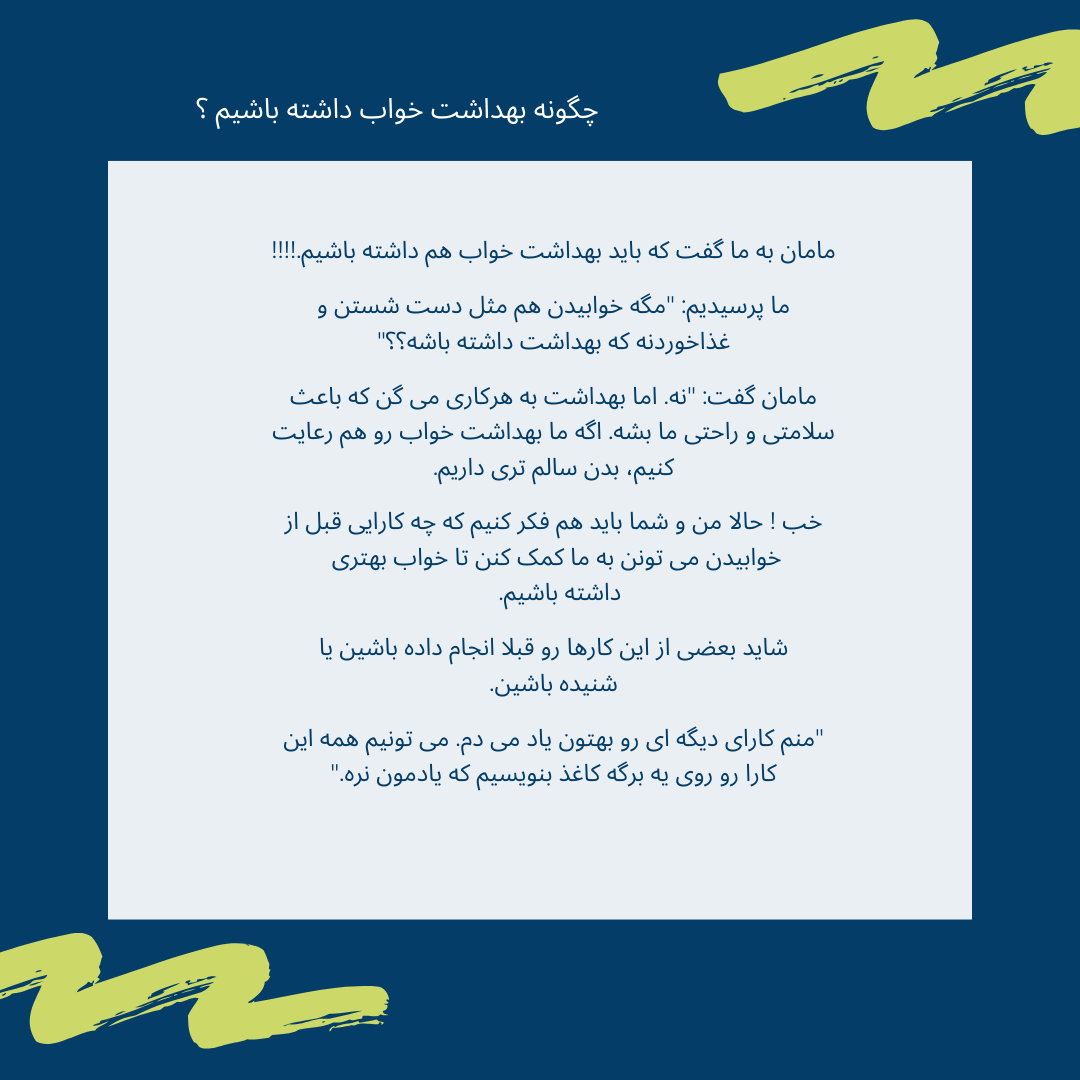 چگونه بهداشت خواب داشته باشیم ؟
مامان به ما گفت که باید بهداشت خواب هم داشته باشیم.!!!!
ما پرسیدیم: "مگه خوابیدن هم مثل دست شستن و
غذاخوردنه که بهداشت داشته باشه؟؟"
مامان گفت: "نه. اما بهداشت به هرکاری می گن که باعث
سلامتی و راحتی ما بشه. اگه ما بهداشت خواب رو هم رعایت
کنیم، بدن سالم تری داریم.
خب ! حالا من و شما باید هم فکر کنیم که چه کارایی قبل از
خوابیدن می تونن به ما کمک کنن تا خواب بهتری
داشته باشیم.
شاید بعضی از این کارها رو قبلا انجام داده باشین یا
شنیده باشین.
"منم کارای دیگه ای رو بهتون یاد می دم. می تونیم همه این
کارا رو روی یه برگه کاغذ بنویسیم که یادمون نره."